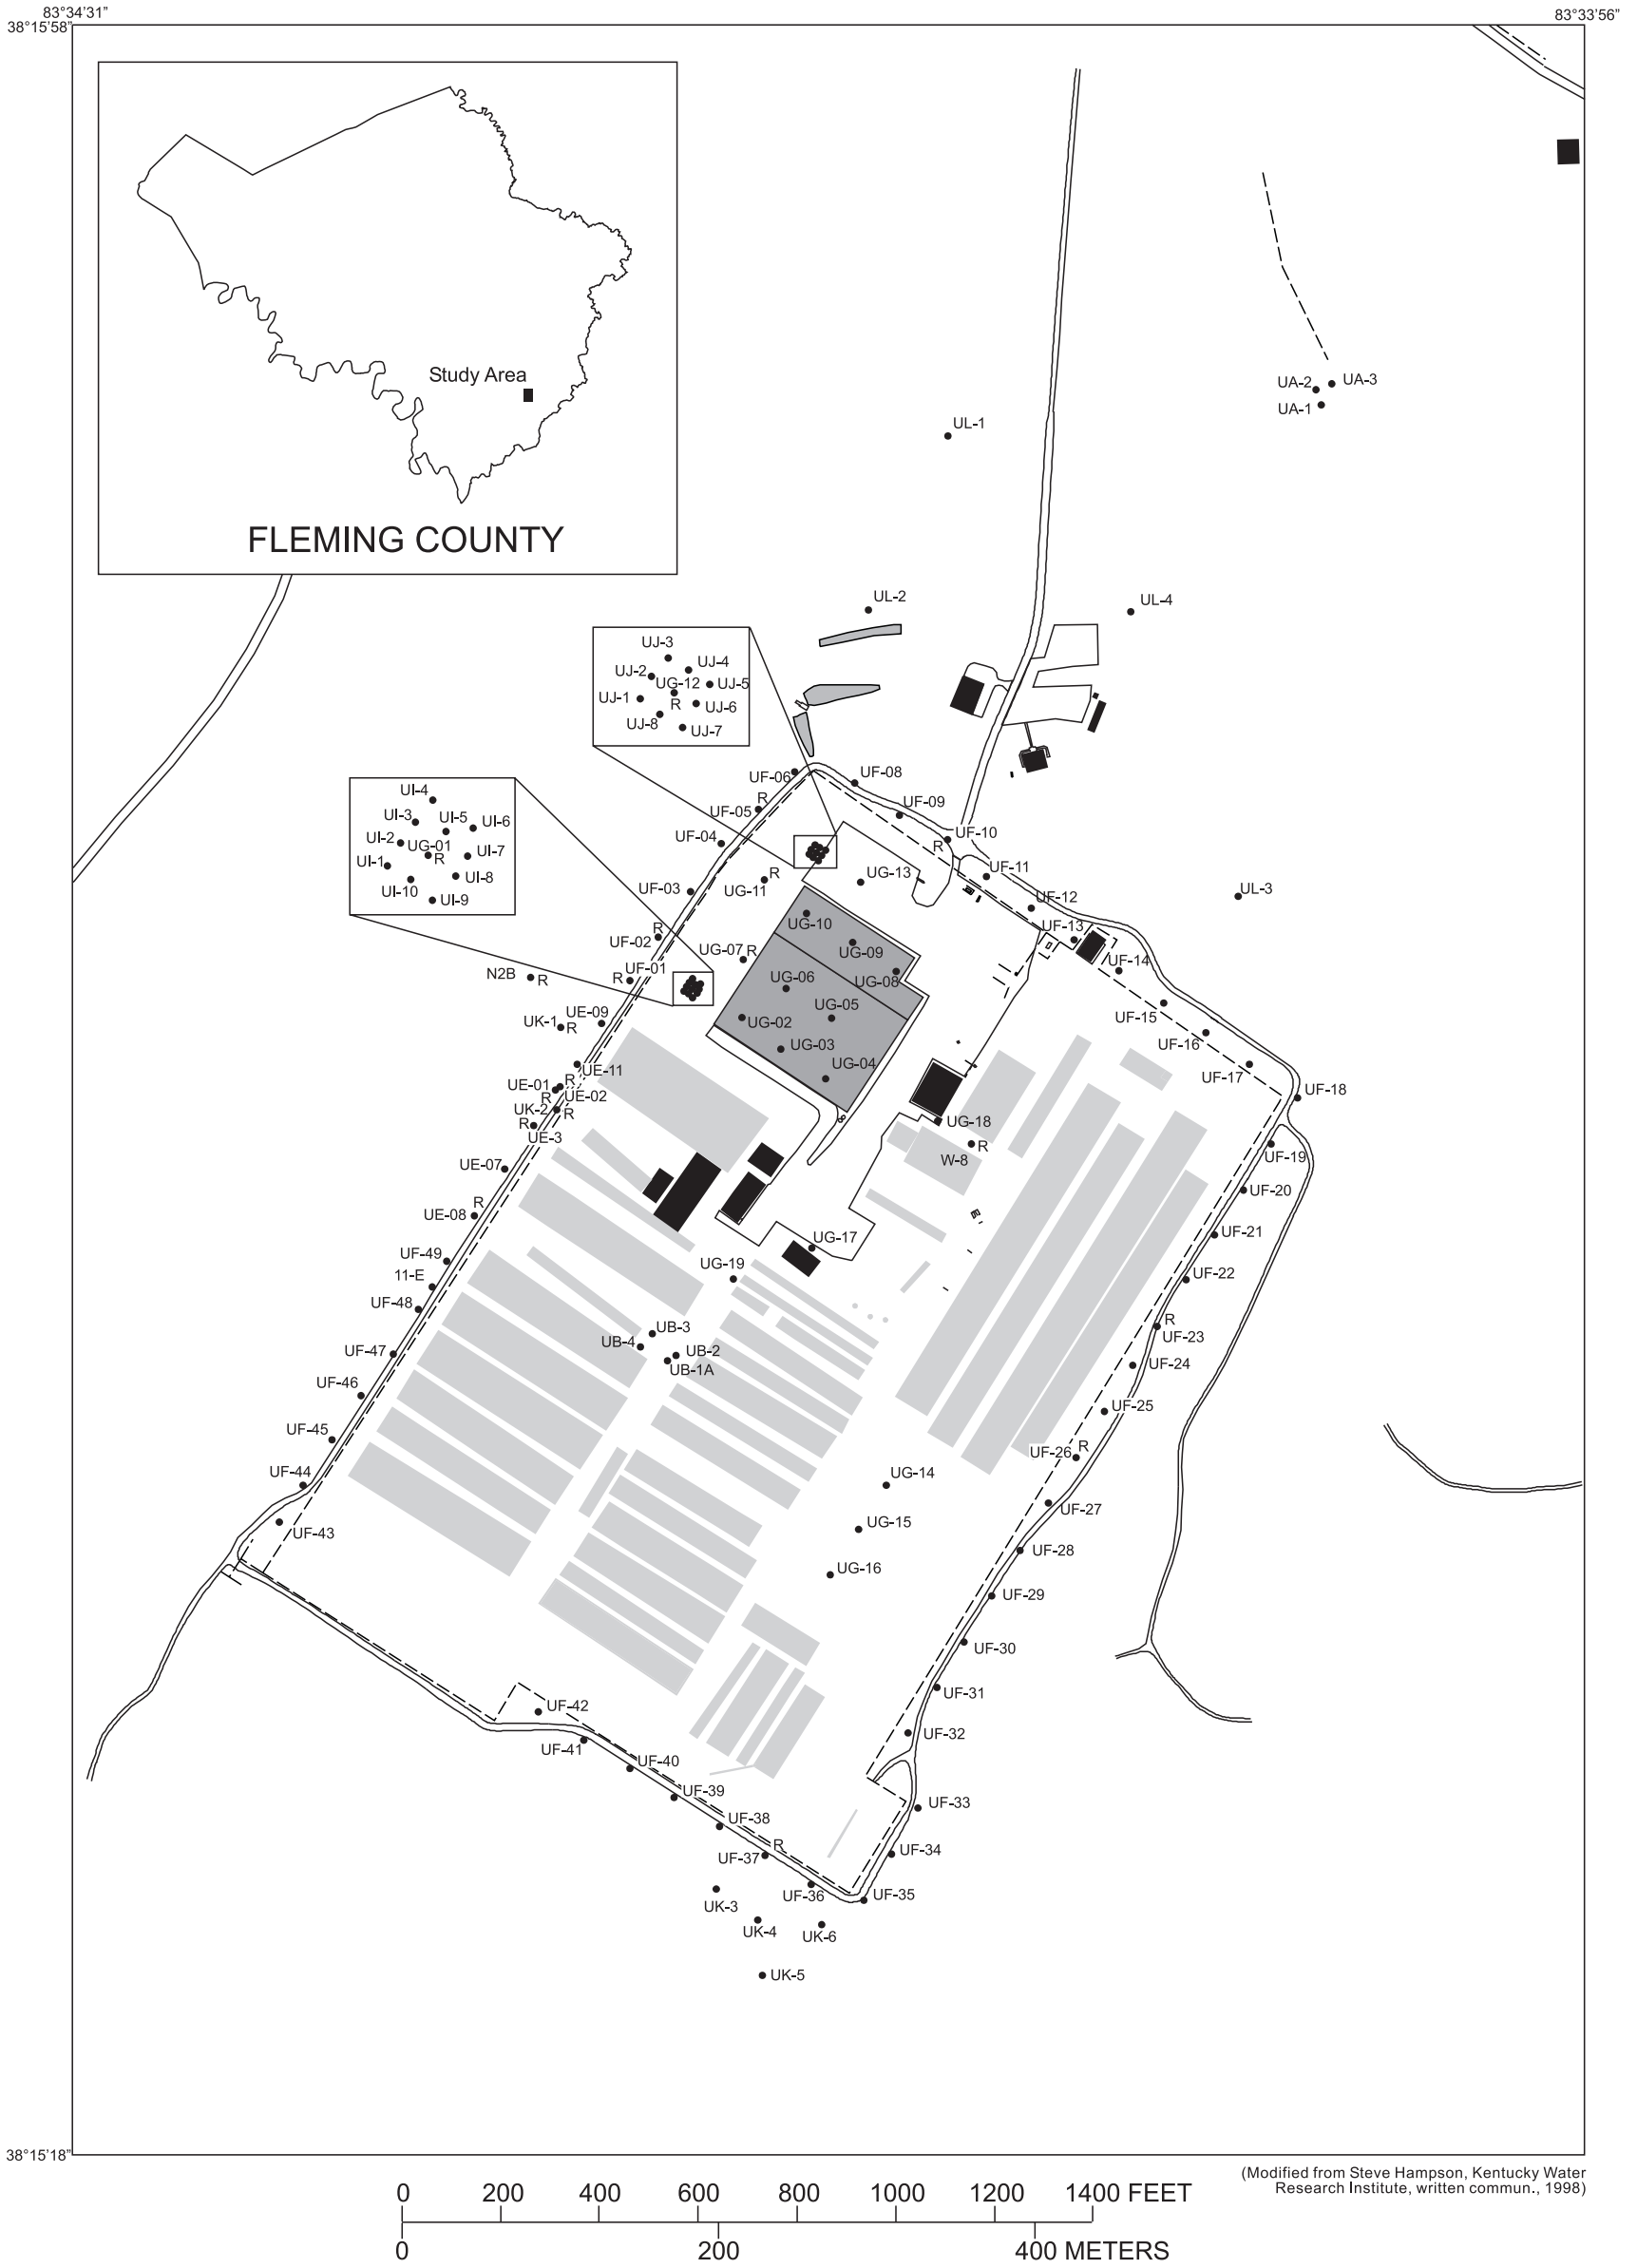 83°34'31"
83°33'56"
38°15'58"
Study Area
FLEMING COUNTY
UA-2
UA-3
UA-1
UL-1
UL-2
UL-4
UJ-3
UJ-2
UJ-4
UG-12
UJ-5
UJ-1
R
UJ-6
UJ-8
UJ-7
UF-06
UF-08
UI-4
R
UF-05
UF-09
UI-3
UI-5
UI-6
UF-04
UF-10
UI-2
UG-01
R
R
UI-7
UI-1
UF-11
UG-13
R
UG-11
UI-8
UI-10
UF-03
UL-3
UI-9
UF-12
UG-10
UF-13
R
UF-02
UG-07
R
UG-09
UF-14
UF-01
N2B
R
R
UG-06
UG-08
UG-05
UF-15
UE-09
UK-1
R
UG-02
UF-16
UG-03
UE-11
UG-04
UF-17
R
UE-01
R
UE-02
UF-18
UK-2
R
R
UG-18
UE-3
R
UF-19
W-8
UE-07
UF-20
R
UE-08
UF-21
UG-17
UF-49
UG-19
11-E
UF-22
UF-48
R
UB-3
UF-23
UB-4
UF-47
UB-2
UF-24
UB-1A
UF-46
UF-25
UF-45
R
UF-26
UF-44
UG-14
UF-27
UG-15
UF-43
UF-28
UG-16
UF-29
UF-30
UF-31
UF-42
UF-32
UF-41
UF-40
UF-39
UF-33
UF-38
R
UF-34
UF-37
UF-36
UF-35
UK-3
UK-4
UK-6
UK-5
38°15'18"
(Modified from Steve Hampson, Kentucky Water
Research Institute, written commun., 1998)
0 200 400 600 800 1000 1200 1400 FEET
0 200 400 METERS